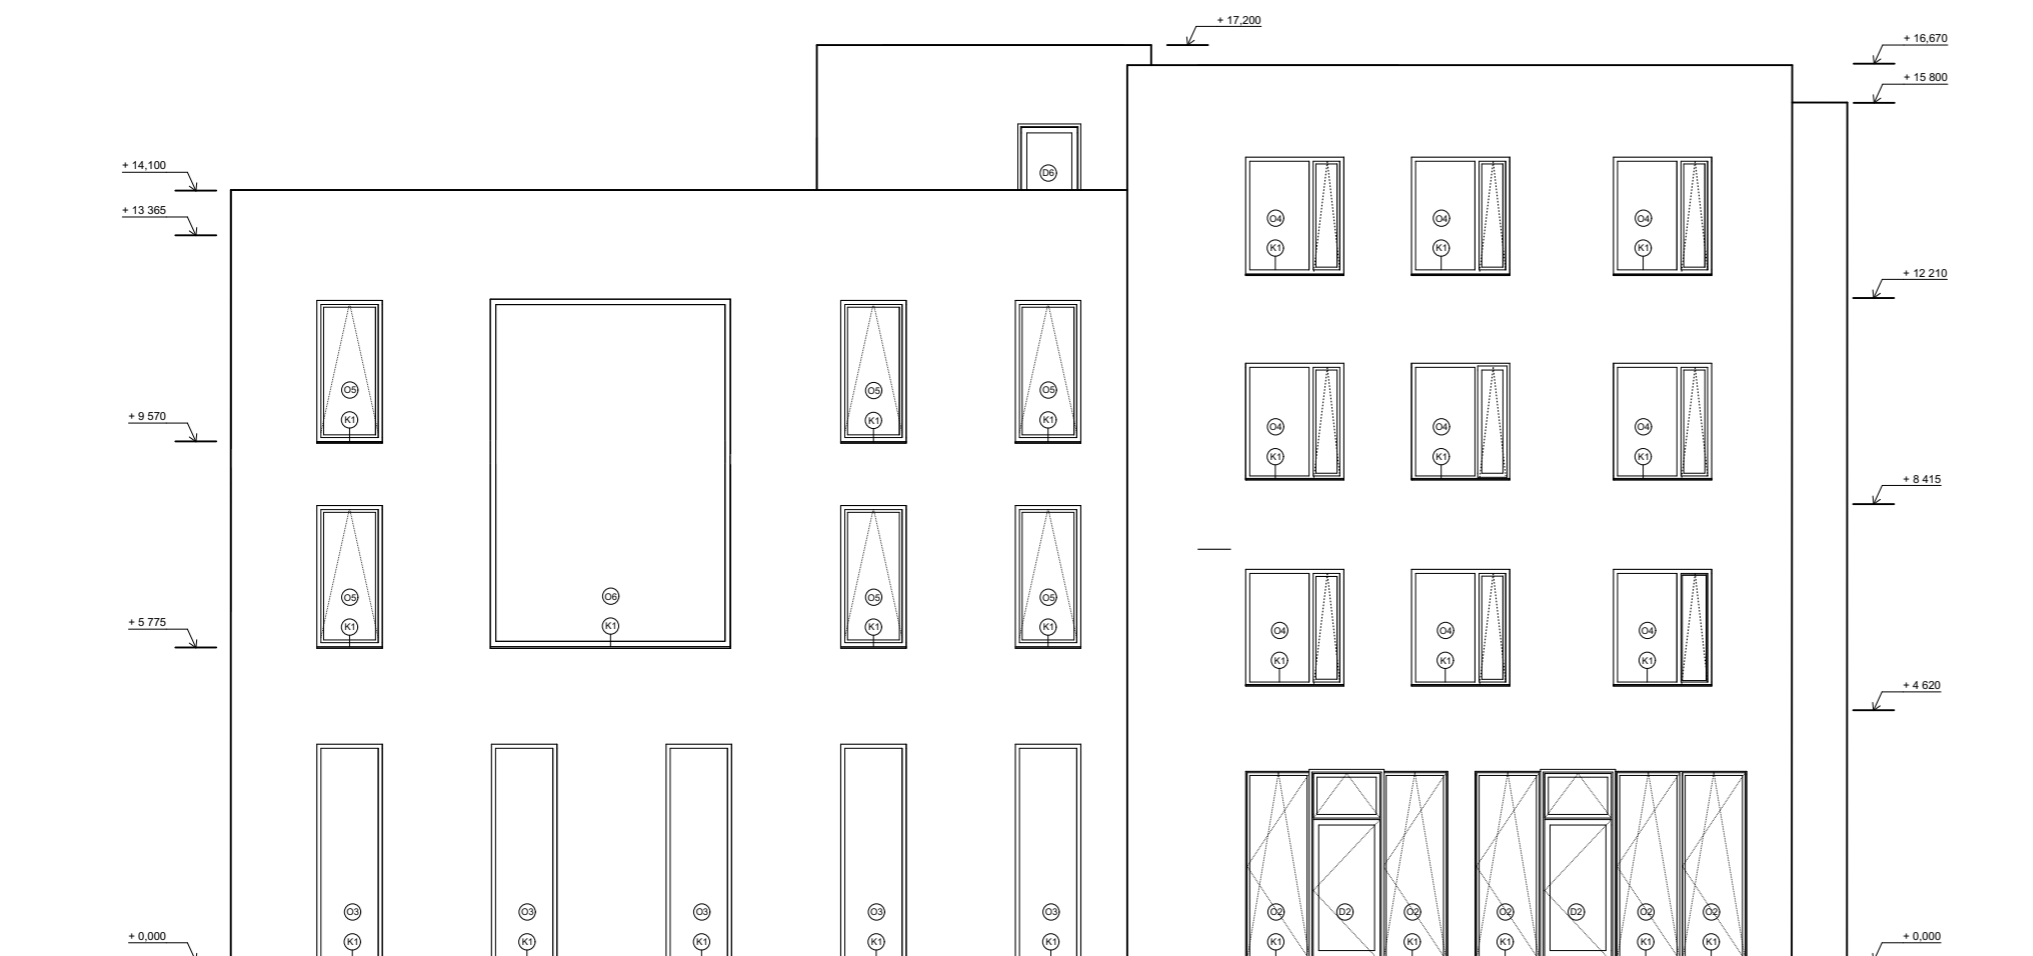 + 17,200
+ 16,670
+ 15 800
+ 14,100
D6
+ 13 365
O4 O4 O4
K1 K1 K1
+ 12 210
O5 O5 O5
+ 9 570
K1 K1 K1
O4 O4 O4
K1 K1 K1
+ 8 415
O5 O6 O5 O5
+ 5 775
K1 K1 K1 K1
O4 O4 O4
K1 K1 K1
+ 4 620
O3 O3 O3 O3 O3 O2 D2 O2 O2 D2 O2 O2
+ 0,000
K1 K1 K1 K1 K1 K1 K1 K1 K1 K1
+ 0,000